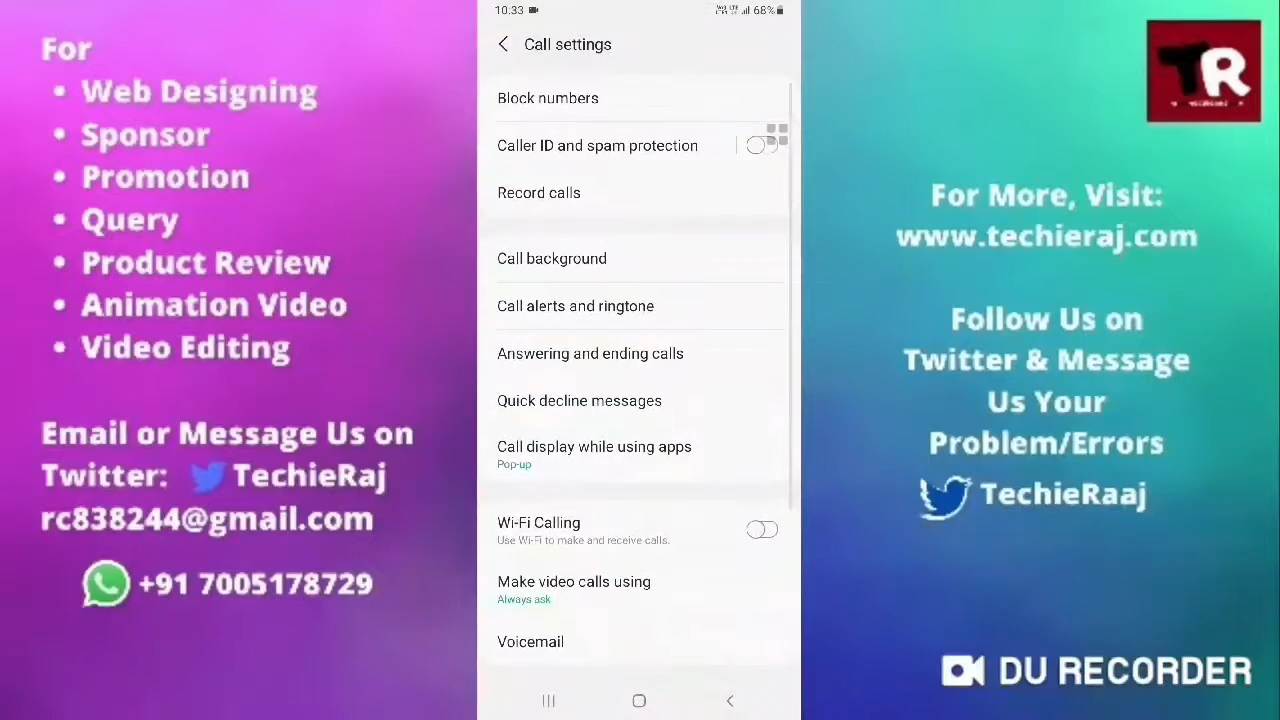 For
• Web Designing
• Sponsor
• Promotion
• Query
• Product Review
• Animation Video
• Video Editing
Email or Message Us on
Twitter: TechieRaj
rc838244@gmail.com
+91 7005178729
10.33
68%
Call settings
Block numbers
Caller ID and spam protection
Record calls
Call background
Call alerts and ringtone
Answering and ending calls
Quick decline messages
Call display while using apps
Pop-up
Wi-Fi Calling
Use Wi-Fi to make and receive calls.
Make video calls using
Always ask
Voicemail
TR
For More, Visit:
www.techieraj.com
Follow Us on
Twitter & Message
Us Your
Problem/Errors
TechieRaaj
DU RECORDER